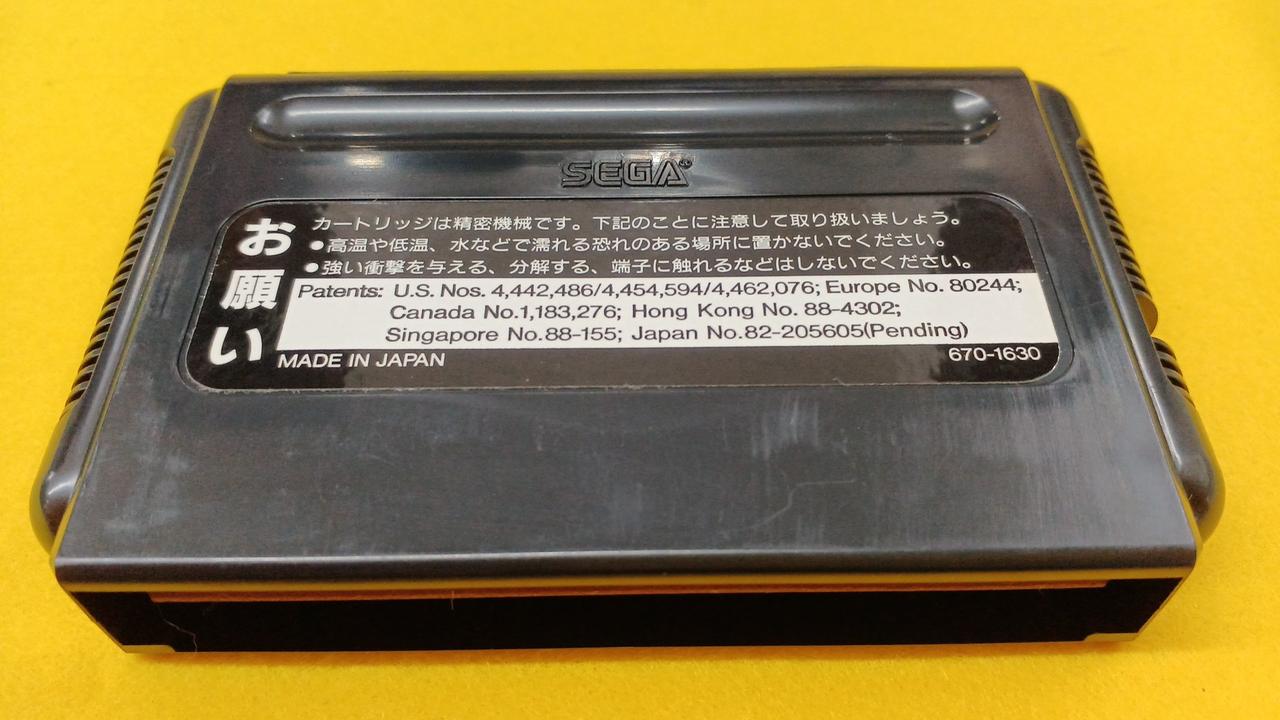 SEGA®
お願い
カートリッジは精密機械です。下記のことに注意して取り扱いましょう。
●高温や低温、水などで濡れる恐れのある場所に置かないでください。
●強い衝撃を与える、分解する、端子に触れるなどはしないでください。
Patents: U.S. Nos. 4,442,486/4,454,594/4,462,076; Europe No. 80244;
Canada No.1,183,276; Hong Kong No. 88-4302;
Singapore No.88-155; Japan No.82-205605(Pending)
MADE IN JAPAN
670-1630